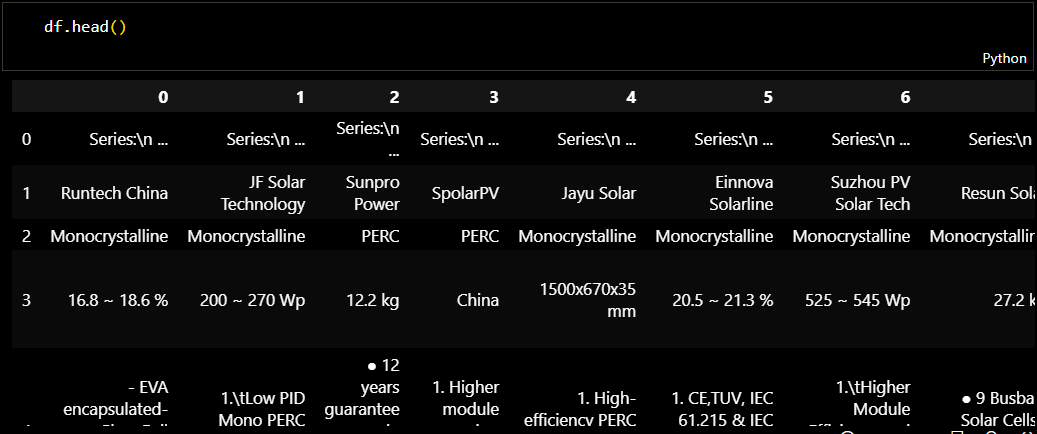 df.head()
Python
0 1 2 3 4 5 6
0 Series:\n ... Series:\n ... Series:\n ... Series:\n ... Series:\n ... Series:\n ... Series:\n ... Series:\n
1 Runtech China JF Solar Technology Sunpro Power SpolarPV Jayu Solar Einnova Solarline Suzhou PV Solar Tech Resun
2 Monocrystalline Monocrystalline PERC PERC Monocrystalline Monocrystalline Monocrystalline
3 16.8 ~ 18.6 % 200 ~ 270 Wp 12.2 kg China 1500x670x35 mm 20.5 ~ 21.3 % 525 ~ 545 Wp 27.2
- EVA encapsulated- 1.\tLow PID Mono PERC ● 12 years guarantee 1. Higher module 1. High-efficiency PERC 1. CE,TUV, IEC 61.215 & IEC 1.\tHigher Module ● 9 Solar Cells